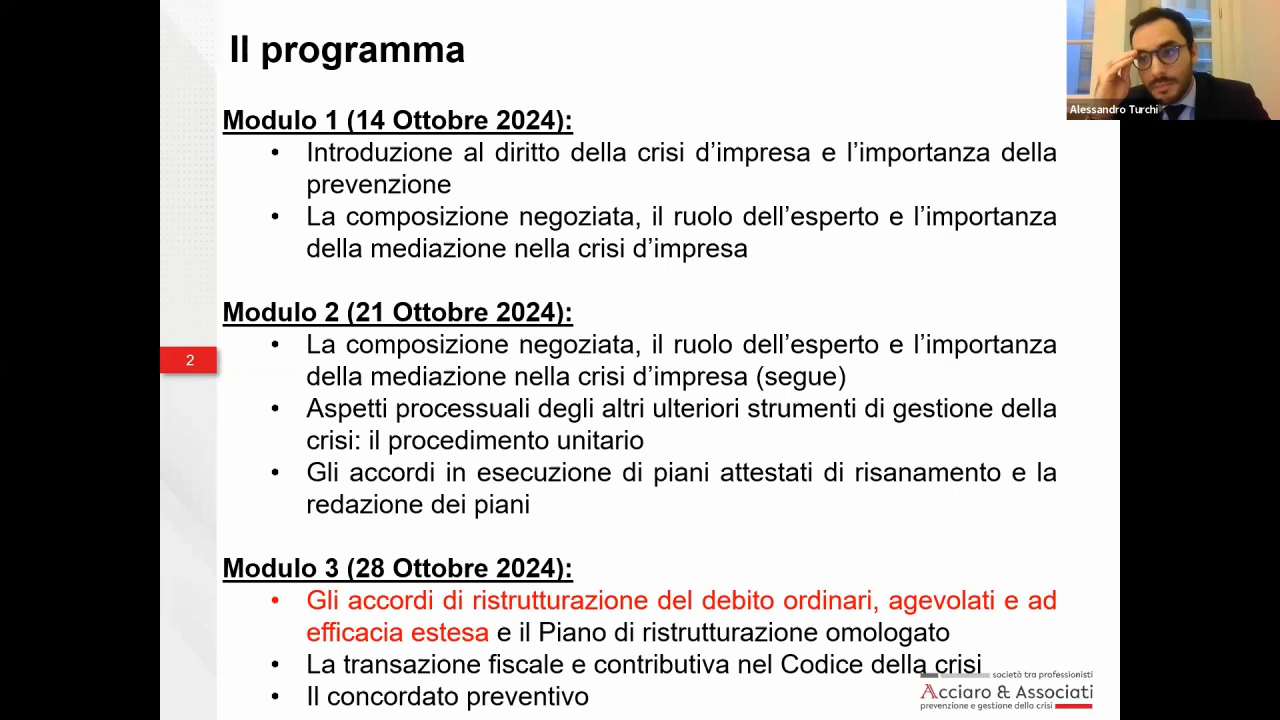 Il programma
Alessandro Turchi
Modulo 1 (14 Ottobre 2024):
• Introduzione al diritto della crisi d’impresa e l’importanza della
prevenzione
• La composizione negoziata, il ruolo dell’esperto e l’importanza
della mediazione nella crisi d’impresa
Modulo 2 (21 Ottobre 2024):
• La composizione negoziata, il ruolo dell’esperto e l’importanza
della mediazione nella crisi d’impresa (segue)
2
• Aspetti processuali degli altri ulteriori strumenti di gestione della
crisi: il procedimento unitario
• Gli accordi in esecuzione di piani attestati di risanamento e la
redazione dei piani
Modulo 3 (28 Ottobre 2024):
• Gli accordi di ristrutturazione del debito ordinari, agevolati e ad
efficacia estesa e il Piano di ristrutturazione omologato
• La transazione fiscale e contributiva nel Codice della crisi
• Il concordato preventivo
società tra professionisti
Acciaro & Associati
prevenzione e gestione della crisi